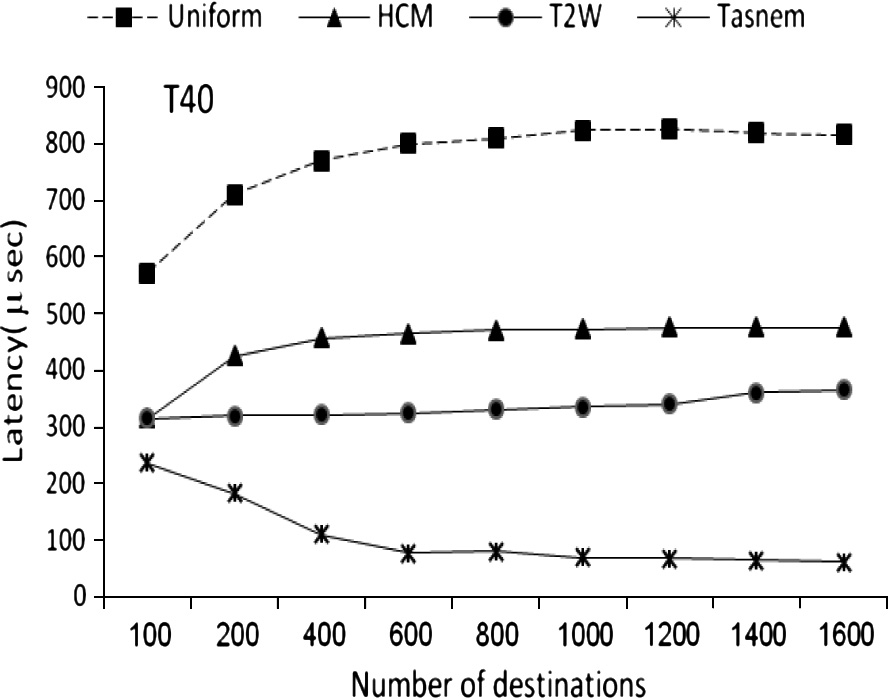 Uniform HCM T2W Tasnem
T40
900
800
700
600
500
400
300
200
100
0
Latency( μ sec)
100 200 400 600 800 1000 1200 1400 1600
Number of destinations